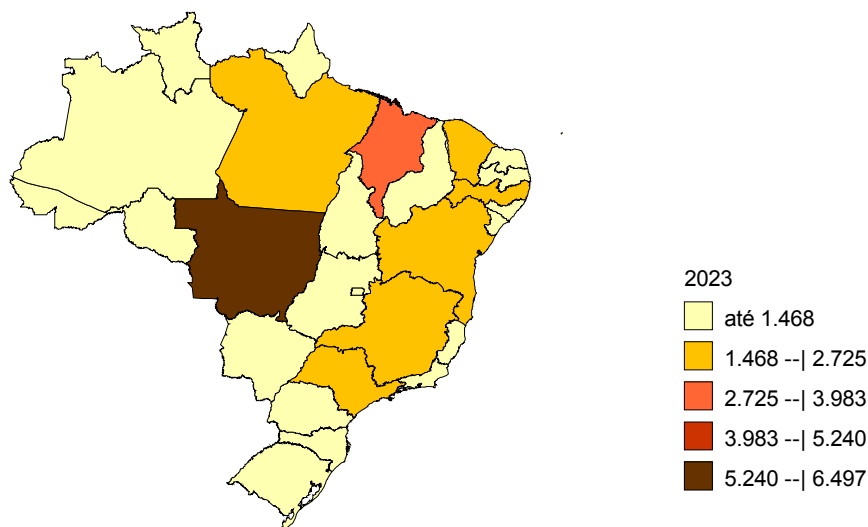 2023
até 1.468
1.468 --| 2.725
2.725 --| 3.983
3.983 --| 5.240
5.240 --| 6.497